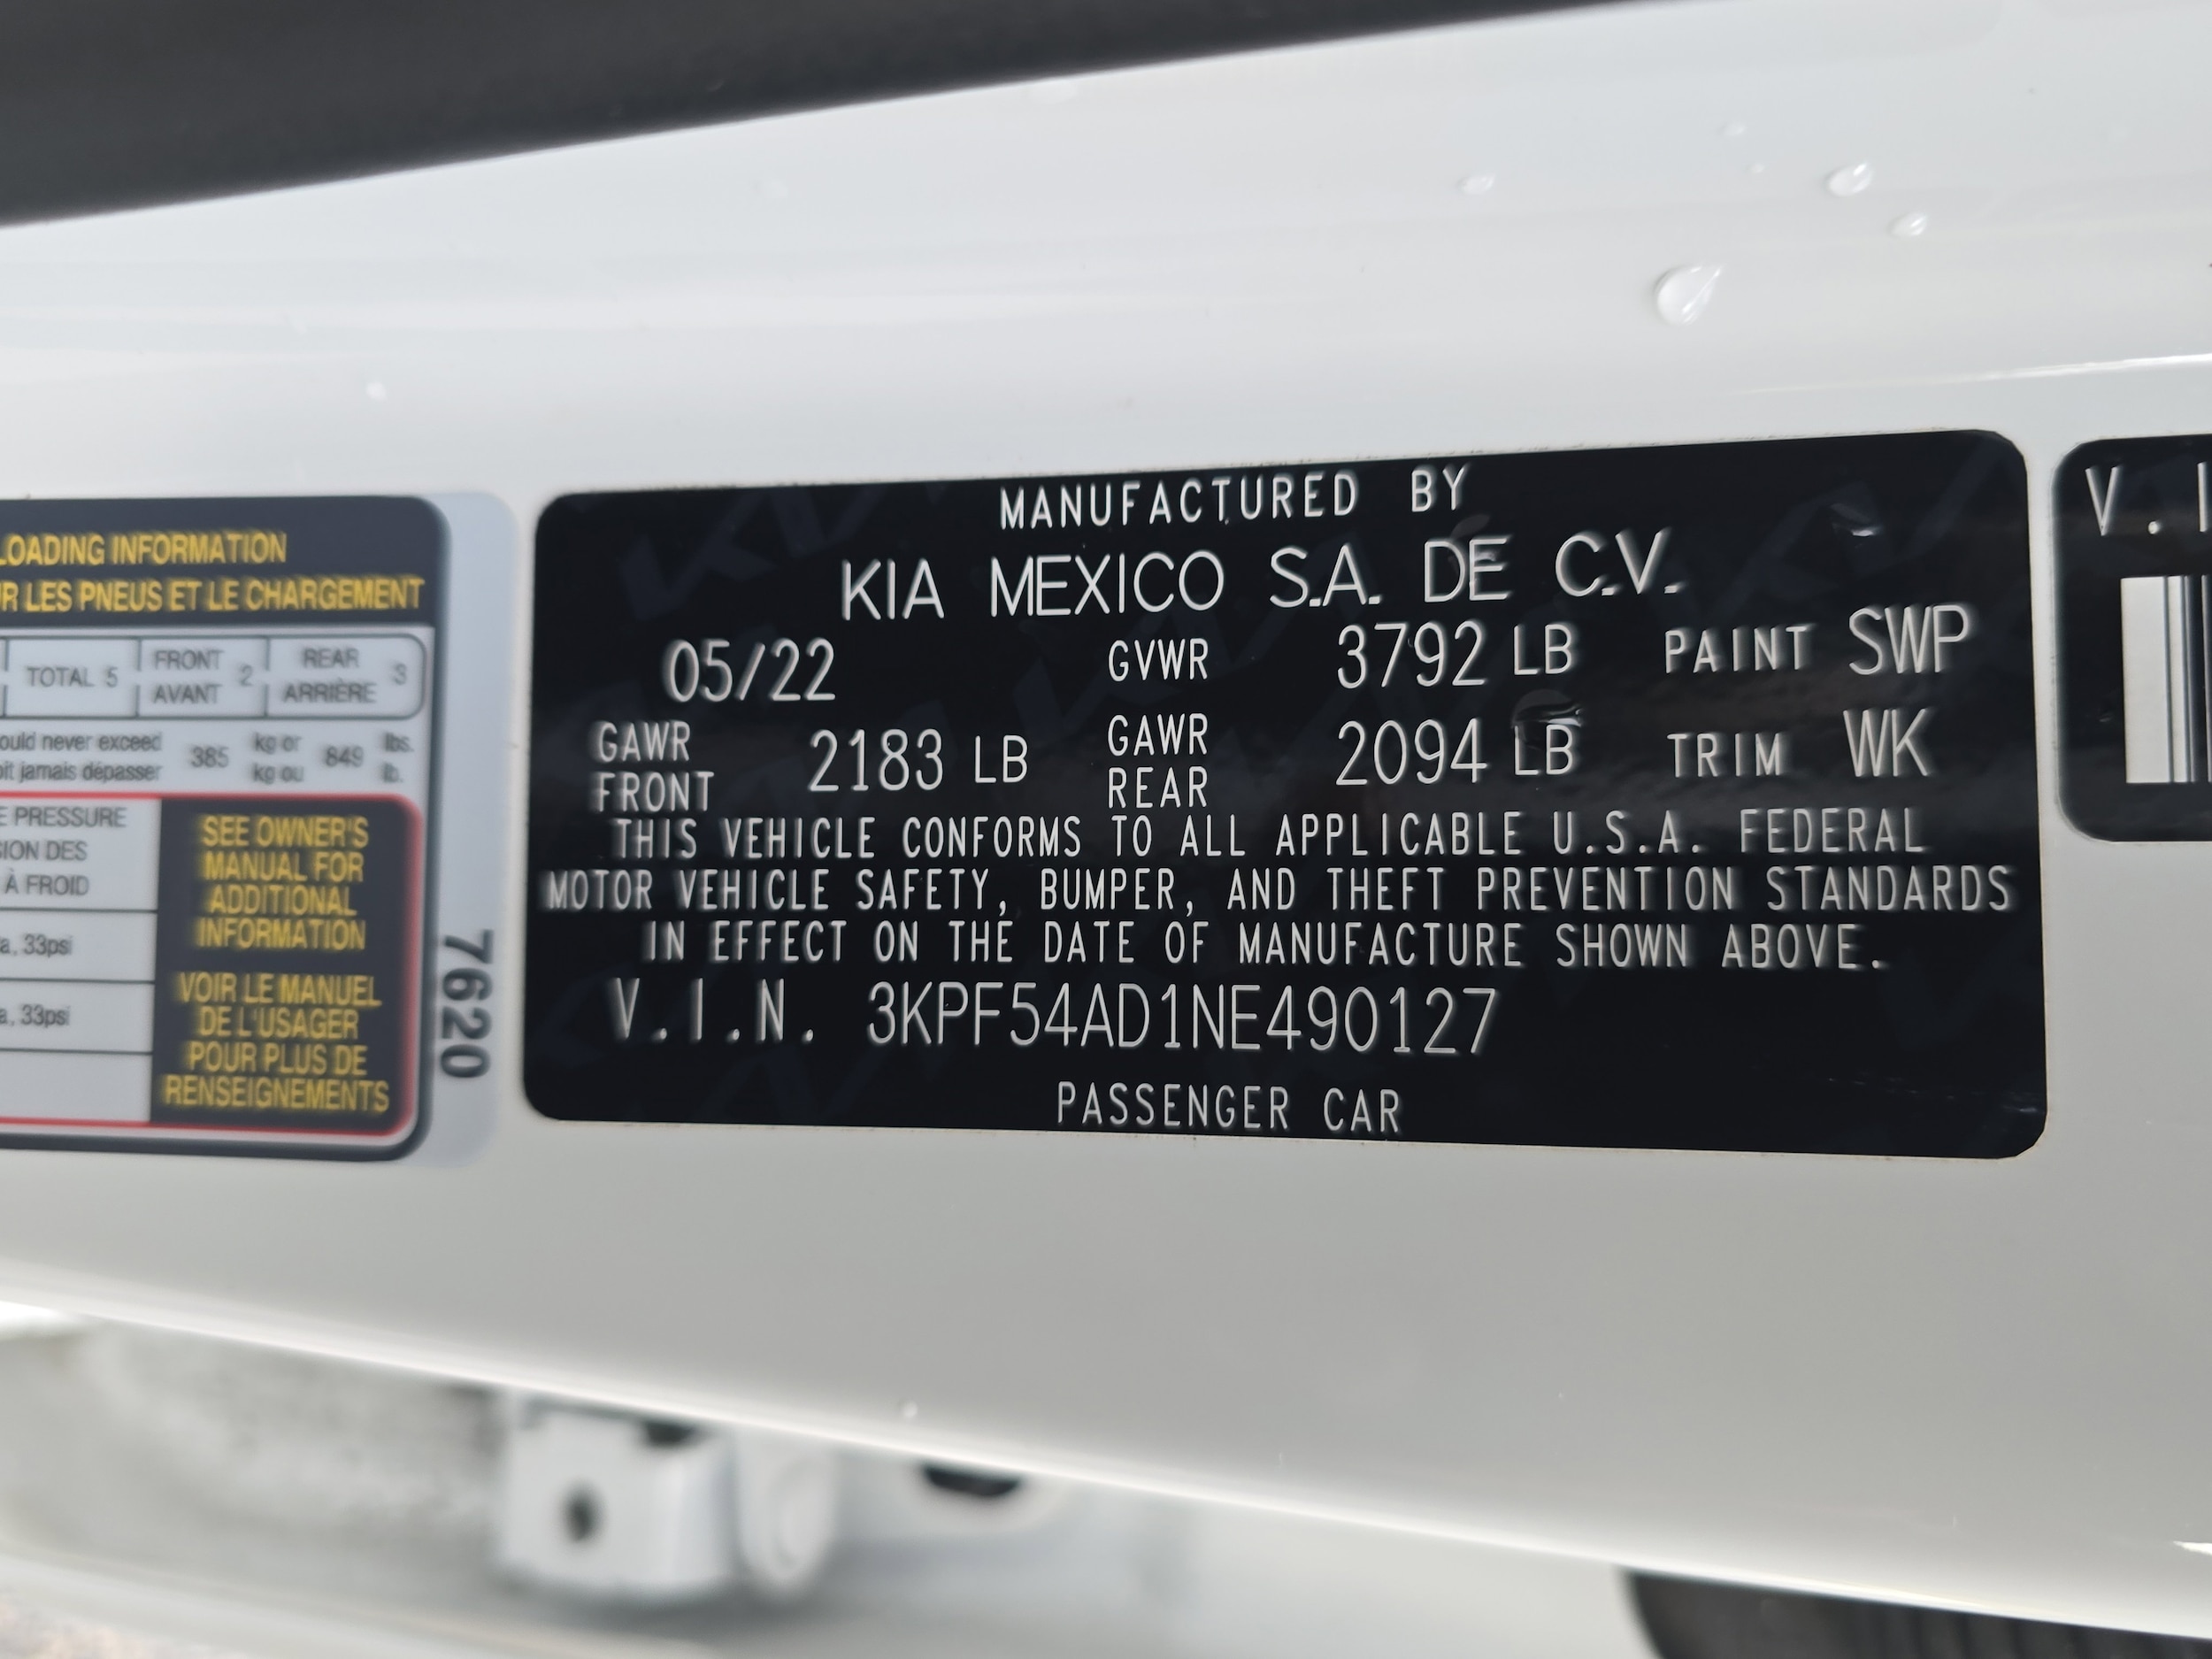 LOADING INFORMATION
LES PNEUS ET LE CHARGEMENT
TOTAL 5
FRONT 2
AVANT
REAR 3
ARRIÈRE
never exceed 385 kg or 849 lbs.
jamais dépasser kg ou lb.
PRESSURE
DES
À FROID
33psi
33psi
SEE OWNER'S
MANUAL FOR
ADDITIONAL
INFORMATION
VOIR LE MANUEL
DE L'USAGER
POUR PLUS DE
RENSEIGNEMENTS
7620
MANUFACTURED BY
KIA MEXICO S.A. DE C.V.
05/22 GVWR 3792 LB PAINT SWP
GAWR FRONT 2183 LB GAWR REAR 2094 LB TRIM WK
THIS VEHICLE CONFORMS TO ALL APPLICABLE U.S.A. FEDERAL
MOTOR VEHICLE SAFETY, BUMPER, AND THEFT PREVENTION STANDARDS
IN EFFECT ON THE DATE OF MANUFACTURE SHOWN ABOVE.
V.I.N. 3KPF54AD1NE490127
PASSENGER CAR
V.I